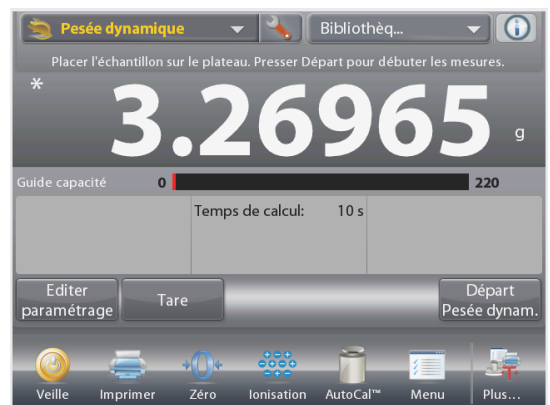 Pesée dynamique Bibliothèq...
Placer l'échantillon sur le plateau. Presser Départ pour débuter les mesures.
* 3.26965 g
Guide capacité 0 220
Temps de calcul: 10 s
Editer paramétrage Tare Départ Pesée dynam.
Veille Imprimer Zéro Ionisation AutoCal™ Menu Plus...